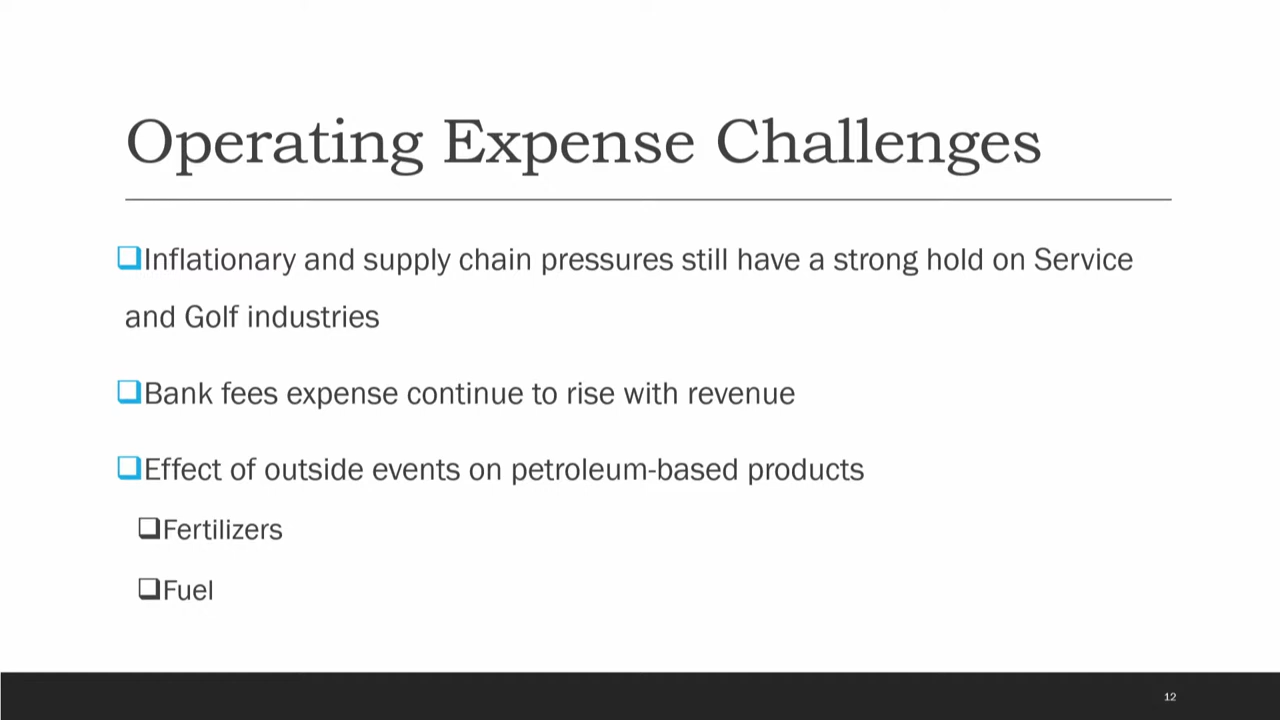 Operating Expense Challenges
❑Inflationary and supply chain pressures still have a strong hold on Service
and Golf industries
❑Bank fees expense continue to rise with revenue
❑Effect of outside events on petroleum-based products
❑Fertilizers
❑Fuel
12